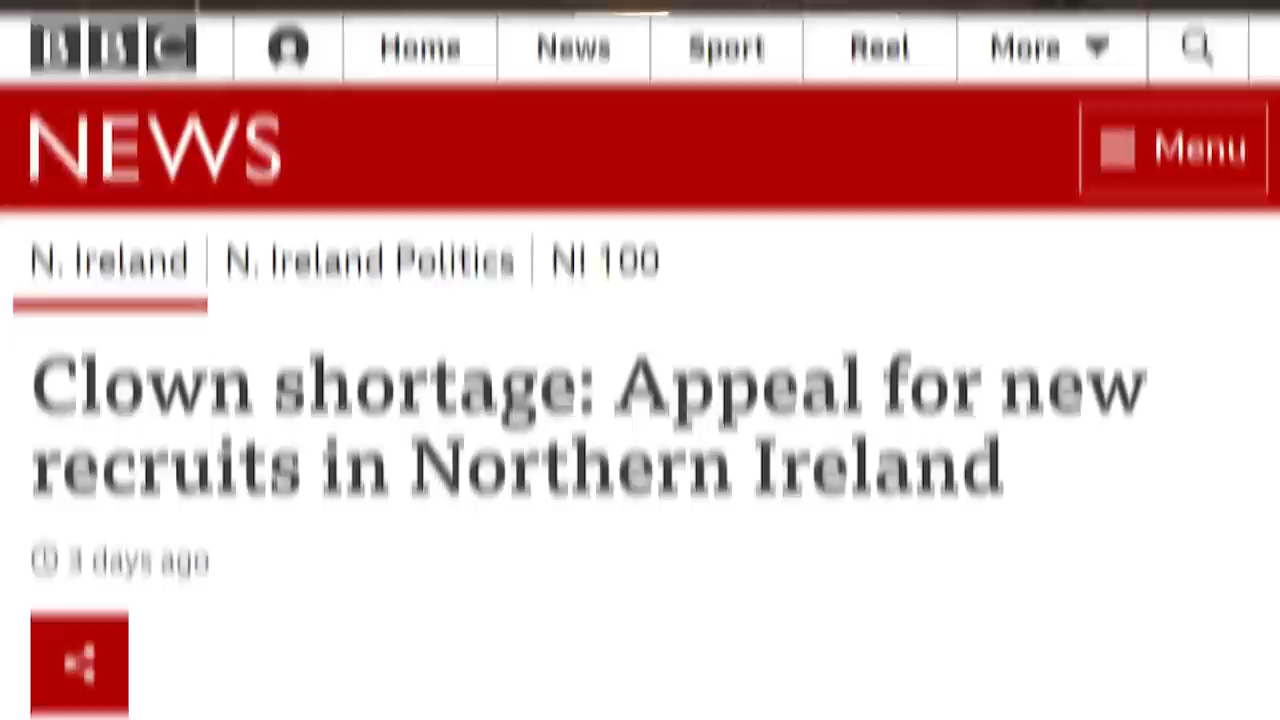 BBC Home News Sport Reel More
NEWS Menu
N. Ireland N. Ireland Politics NI 100
Clown shortage: Appeal for new
recruits in Northern Ireland
3 days ago